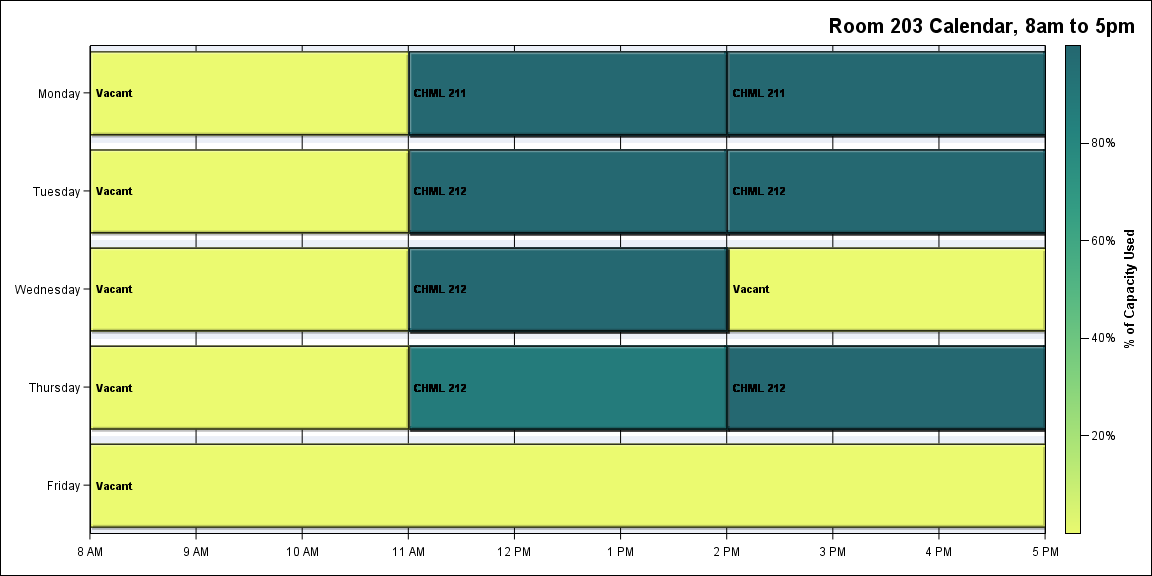 Room 203 Calendar, 8am to 5pm
Monday
Vacant
CHML 211
CHML 211
Tuesday
Vacant
CHML 212
CHML 212
Wednesday
Vacant
CHML 212
Vacant
Thursday
Vacant
CHML 212
CHML 212
Friday
Vacant
8 AM
9 AM
10 AM
11 AM
12 PM
1 PM
2 PM
3 PM
4 PM
5 PM
80%
60%
40%
20%
% of Capacity Used